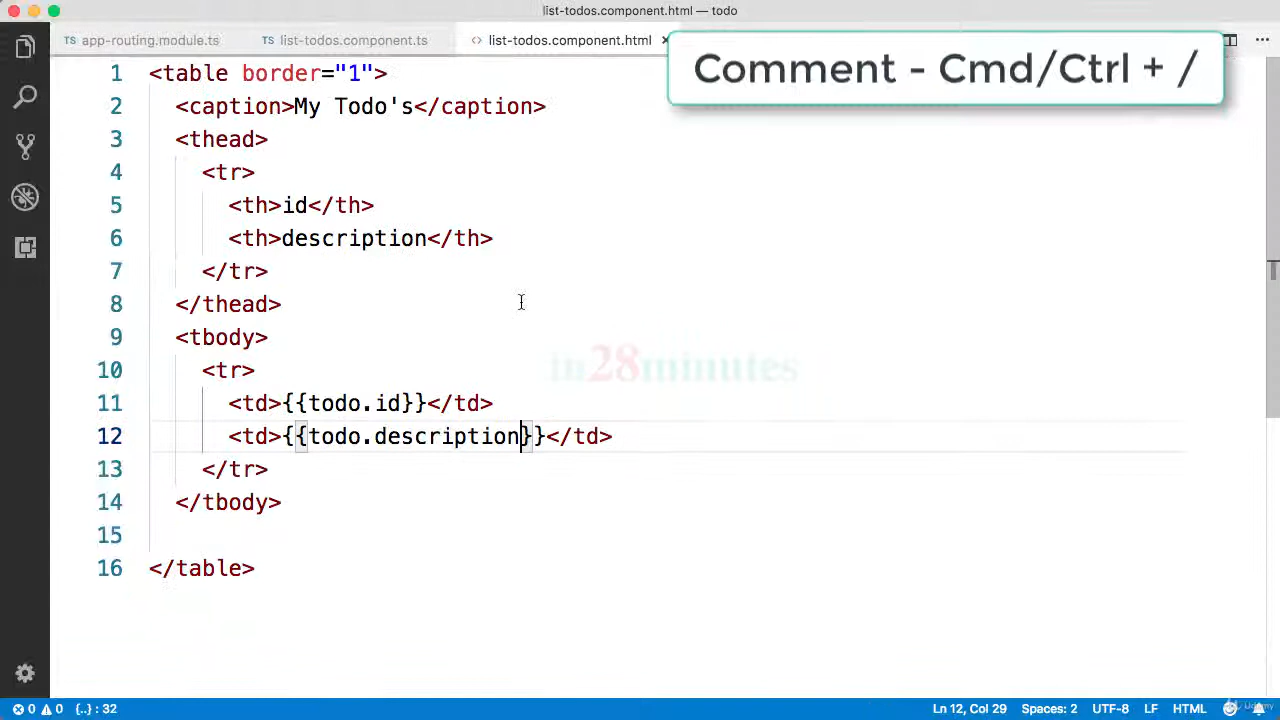 list-todos.component.html — todo
TS app-routing.module.ts
TS list-todos.component.ts
<> list-todos.component.html ×
Comment - Cmd/Ctrl + /
1 <table border="1">
2 <caption>My Todo's</caption>
3 <thead>
4 <tr>
5 <th>id</th>
6 <th>description</th>
7 </tr>
8 </thead>
9 <tbody>
10 <tr>
11 <td>{{todo.id}}</td>
12 <td>{{todo.description}}</td>
13 </tr>
14 </tbody>
15
16 </table>
in28minutes
0 0 {..} : 32
Ln 12, Col 29
Spaces: 2
UTF-8
LF
HTML
Udemy